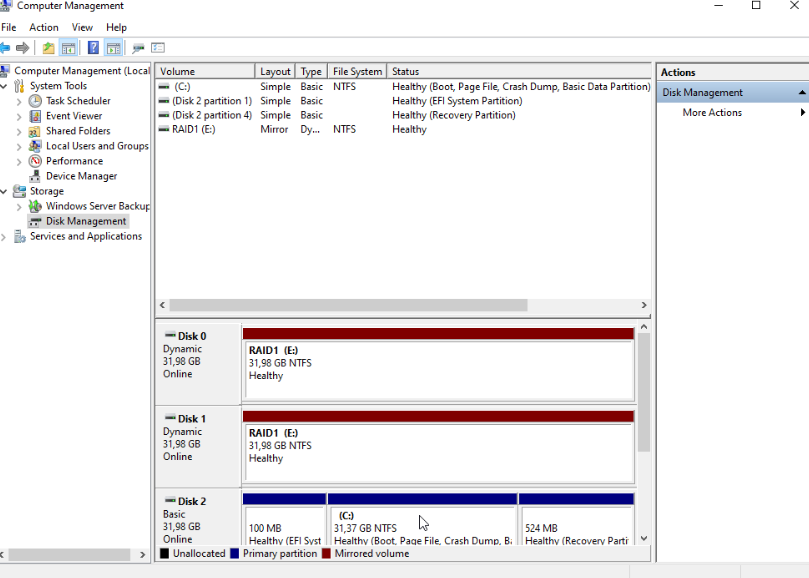 Computer Management
File Action View Help
Computer Management (Local
System Tools
Task Scheduler
Event Viewer
Shared Folders
Local Users and Groups
Performance
Device Manager
Storage
Windows Server Backup
Disk Management
Services and Applications
Volume Layout Type File System Status
(C:) Simple Basic NTFS Healthy (Boot, Page File, Crash Dump, Basic Data Partition)
(Disk 2 partition 1) Simple Basic Healthy (EFI System Partition)
(Disk 2 partition 4) Simple Basic Healthy (Recovery Partition)
RAID1 (E:) Mirror Dy... NTFS Healthy
Disk 0
Dynamic
31,98 GB
Online
RAID1 (E:)
31,98 GB NTFS
Healthy
Disk 1
Dynamic
31,98 GB
Online
RAID1 (E:)
31,98 GB NTFS
Healthy
Disk 2
Basic
31,98 GB
Online
100 MB
Healthy (EFI Syst
(C:)
31,37 GB NTFS
Healthy (Boot, Page File, Crash Dump, B
524 MB
Healthy (Recovery Parti
Unallocated Primary partition Mirrored volume
Actions
Disk Management
More Actions